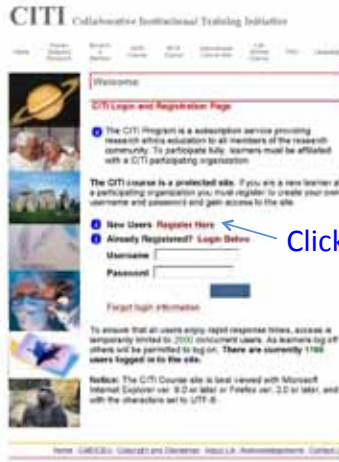 CITI Collaborative Institutional Training Initiative
Welcome
CITI Login and Registration Page
The CITI Program is a subscription service providing
research ethics education to all members of the research
community. To participate fully, learners must be affiliated
with a CITI participating organization.
The CITI course is a protected site. If you are a new learner at
a participating organization you must register to create your own
username and password and gain access to the site.
New Users Register Here
Click
Already Registered? Login Below
Username
Password
Forgot login information
To ensure that all users enjoy rapid response times, access is
temporarily limited to 2000 concurrent users. As learners log off
others will be permitted to log on. There are currently
users logged in to the site.
Notice: The CITI Course site is best viewed with Microsoft
Internet Explorer ver. 6.0 or later or Firefox ver. 2.0 or later, and
with the characters set to UTF-8.
Home Copyright and Disclaimer About Us Acknowledgements Contact